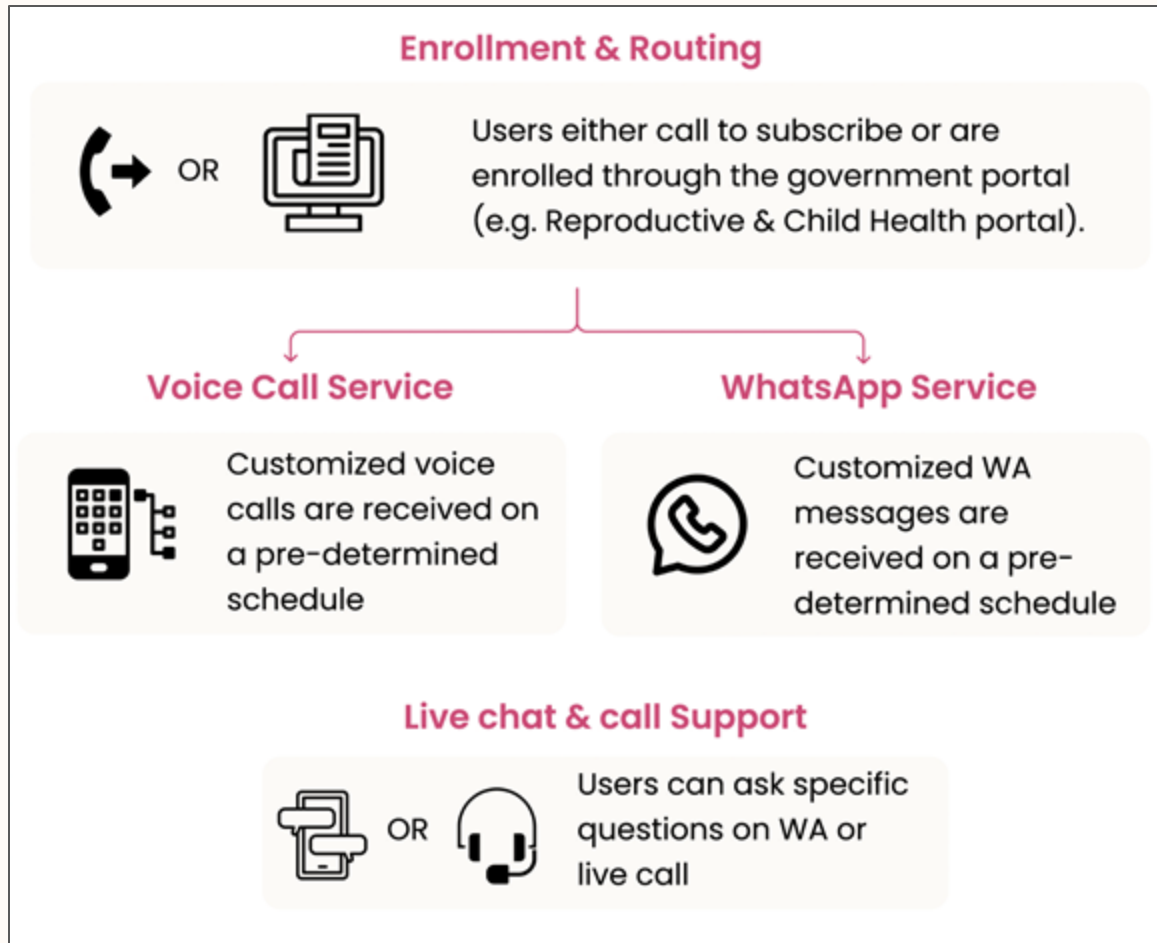 Enrollment & Routing
OR
Users either call to subscribe or are
enrolled through the government portal
(e.g. Reproductive & Child Health portal).
Voice Call Service
Customized voice
calls are received on
a pre-determined
schedule
WhatsApp Service
Customized WA
messages are
received on a pre-
determined schedule
Live chat & call Support
OR
Users can ask specific
questions on WA or
live call